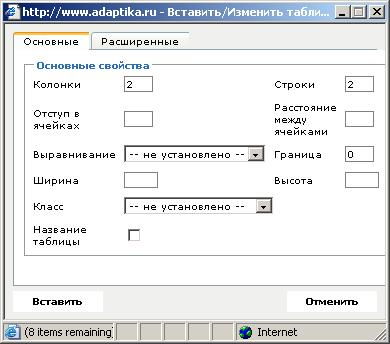 http://www.adaptika.ru - Вставить/Изменить табли...
Основные Расширенные
Основные свойства
Колонки 2 Строки 2
Отступ в ячейках Расстояние между ячейками
Выравнивание -- не установлено -- Граница 0
Ширина Высота
Класс -- не установлено --
Название таблицы
Вставить Отменить
(8 items remaining Internet